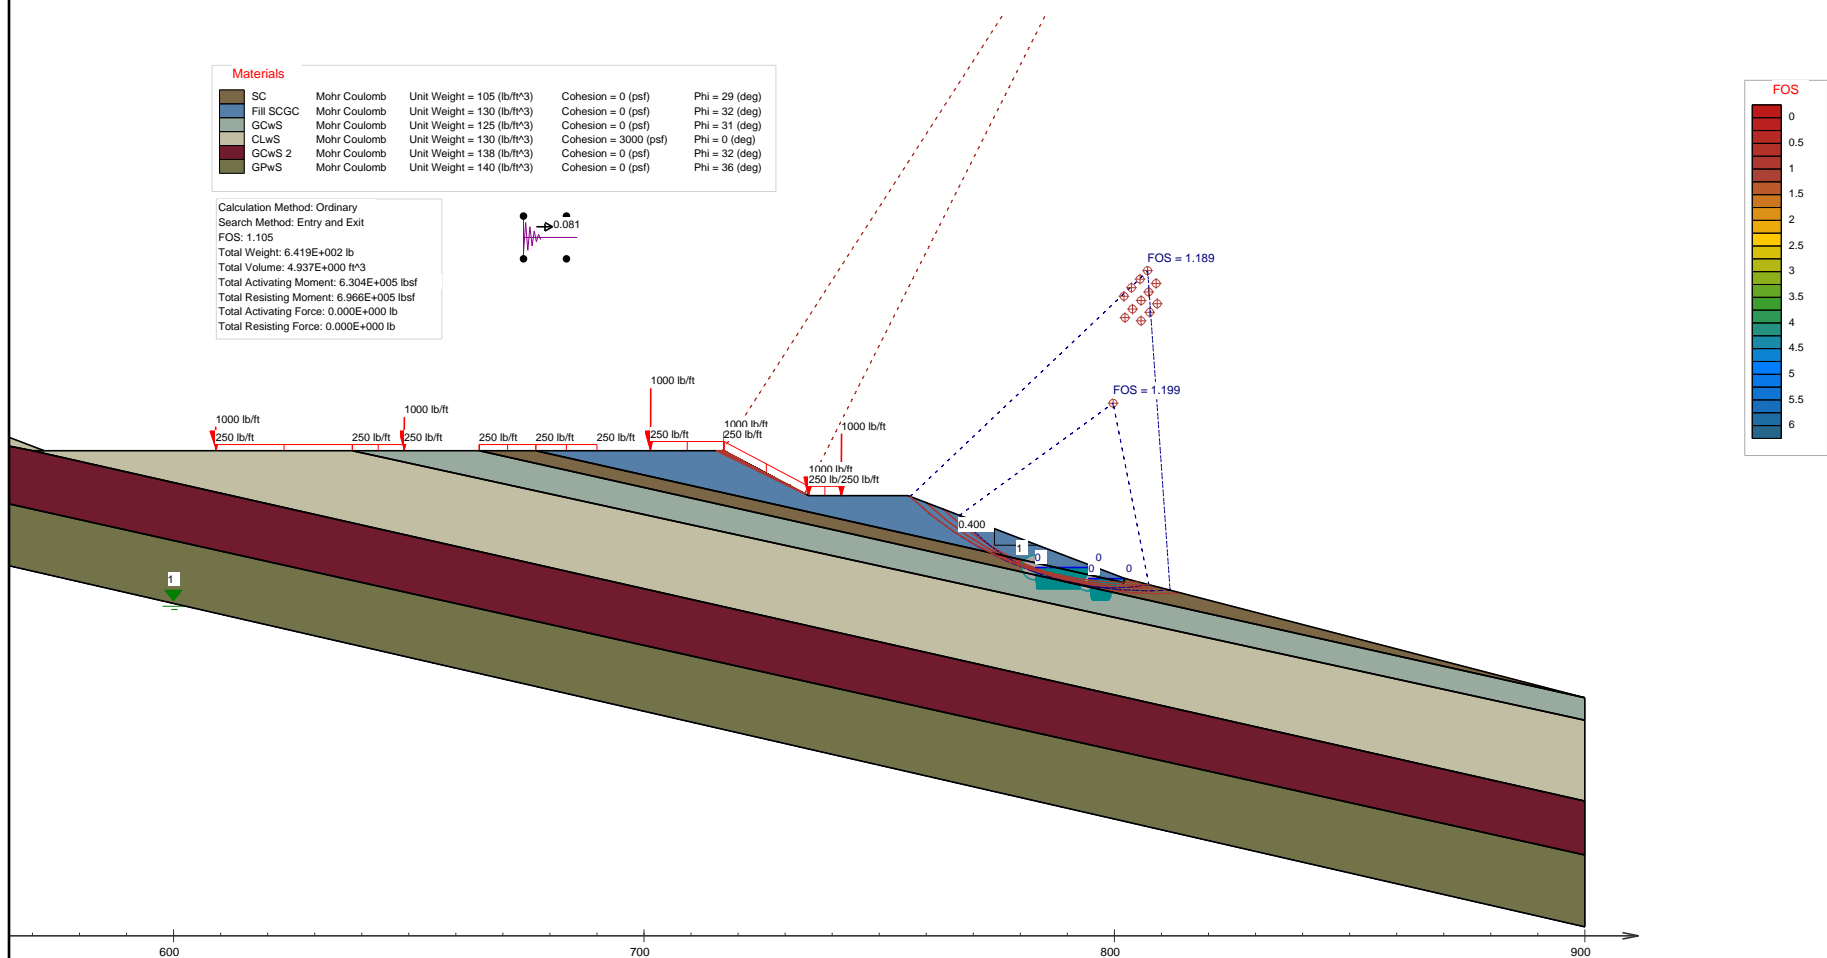 Materials
SC Mohr Coulomb Unit Weight = 105 (lb/ft^3) Cohesion = 0 (psf) Phi = 29 (deg)
Fill SCGC Mohr Coulomb Unit Weight = 130 (lb/ft^3) Cohesion = 0 (psf) Phi = 32 (deg)
GCwS Mohr Coulomb Unit Weight = 125 (lb/ft^3) Cohesion = 0 (psf) Phi = 31 (deg)
CLwS Mohr Coulomb Unit Weight = 130 (lb/ft^3) Cohesion = 3000 (psf) Phi = 0 (deg)
GCwS 2 Mohr Coulomb Unit Weight = 138 (lb/ft^3) Cohesion = 0 (psf) Phi = 32 (deg)
GPwS Mohr Coulomb Unit Weight = 140 (lb/ft^3) Cohesion = 0 (psf) Phi = 36 (deg)
Calculation Method: Ordinary
Search Method: Entry and Exit
FOS: 1.105
Total Weight: 6.419E+002 lb
Total Volume: 4.937E+000 ft^3
Total Activating Moment: 6.304E+005 lbsf
Total Resisting Moment: 6.966E+005 lbsf
Total Activating Force: 0.000E+000 lb
Total Resisting Force: 0.000E+000 lb
0.081
FOS
0
0.5
1
1.5
2
2.5
3
3.5
4
4.5
5
5.5
6
FOS = 1.189
FOS = 1.199
1000 lb/ft
1000 lb/ft
1000 lb/ft
1000 lb/ft
1000 lb/ft
250 lb/ft
250 lb/ft
250 lb/ft
250 lb/ft
250 lb/ft
250 lb/ft
250 lb/ft
250 lb/ft
1000 lb/ft
250 lb/250 lb/ft
0.400
1
0
0
0
0
1
600
700
800
900